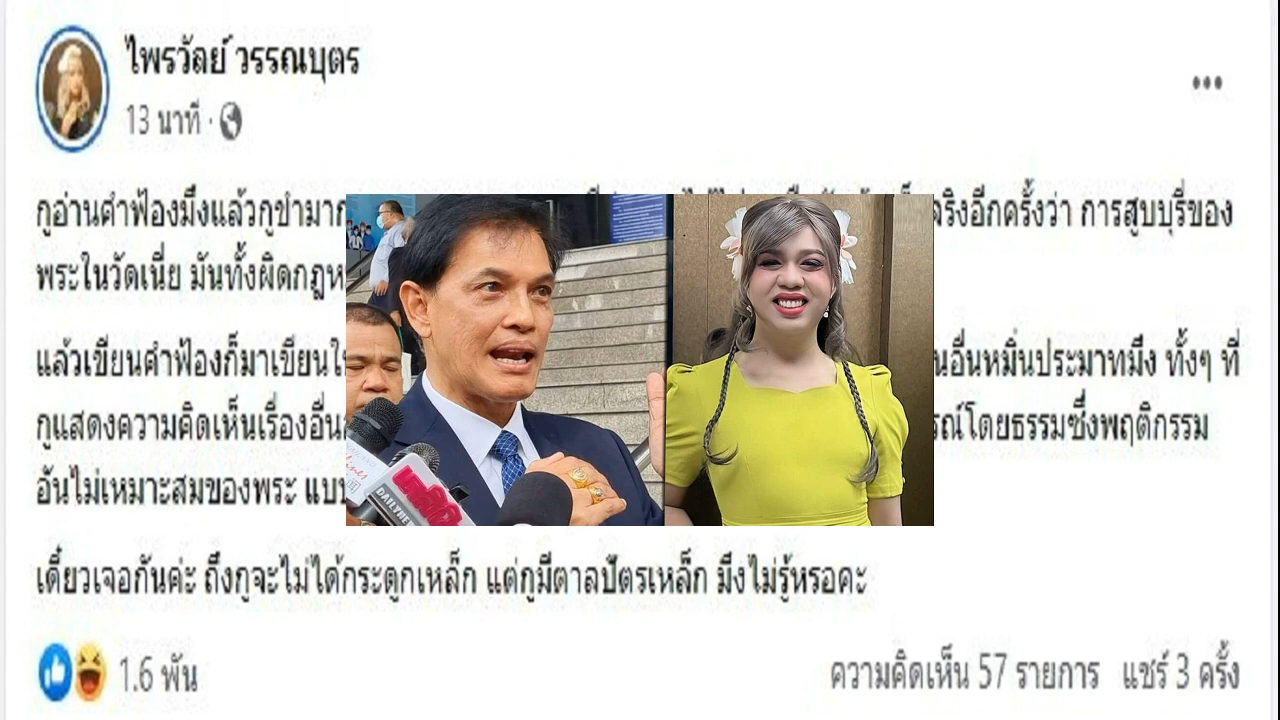 ไพรวัลย์ วรรณบุตร
13 นาที ·
กูอ่านคำฟ้องมึงแล้วกูขำมาก จริงอีกครั้งว่า การสูบบุรี่ของ
พระในวัดเนี่ย มันทั้งผิดกฎห
แล้วเขียนคำฟ้องก็มาเขียนใ นอื่นหมิ่นประมาทมึง ทั้งๆ ที่
กูแสดงความคิดเห็นเรื่องอื่น รณ์โดยธรรมซึ่งพฤติกรรม
อันไม่เหมาะสมของพระ แบบ
DAILYNEWS
เดี๋ยวเจอกันค่ะ ถึงกูจะไม่ได้กระดูกเหล็ก แต่กูมีตาลปัตรเหล็ก มึงไม่รู้หรอคะ
1.6 พัน
ความคิดเห็น 57 รายการ แชร์ 3 ครั้ง